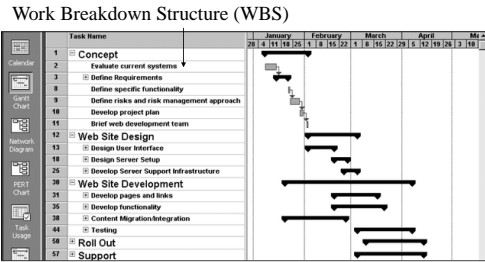 Work Breakdown Structure (WBS)
Task Name January February March April Ma
28 4 11 18 25 1 8 15 22 1 8 15 22 29 5 12 19 26 3 10
Calendar
Gantt
Chart
Network
Diagram
PERT
Chart
Task
Usage
1 Concept
2 Evaluate current systems
3 Define Requirements
8 Define specific functionality
9 Define risks and risk management approach
10 Develop project plan
11 Brief web development team
12 Web Site Design
13 Design User Interface
18 Design Server Setup
25 Develop Server Support Infrastructure
30 Web Site Development
31 Develop pages and links
35 Develop functionality
38 Content Migration/Integration
44 Testing
50 Roll Out
57 Support